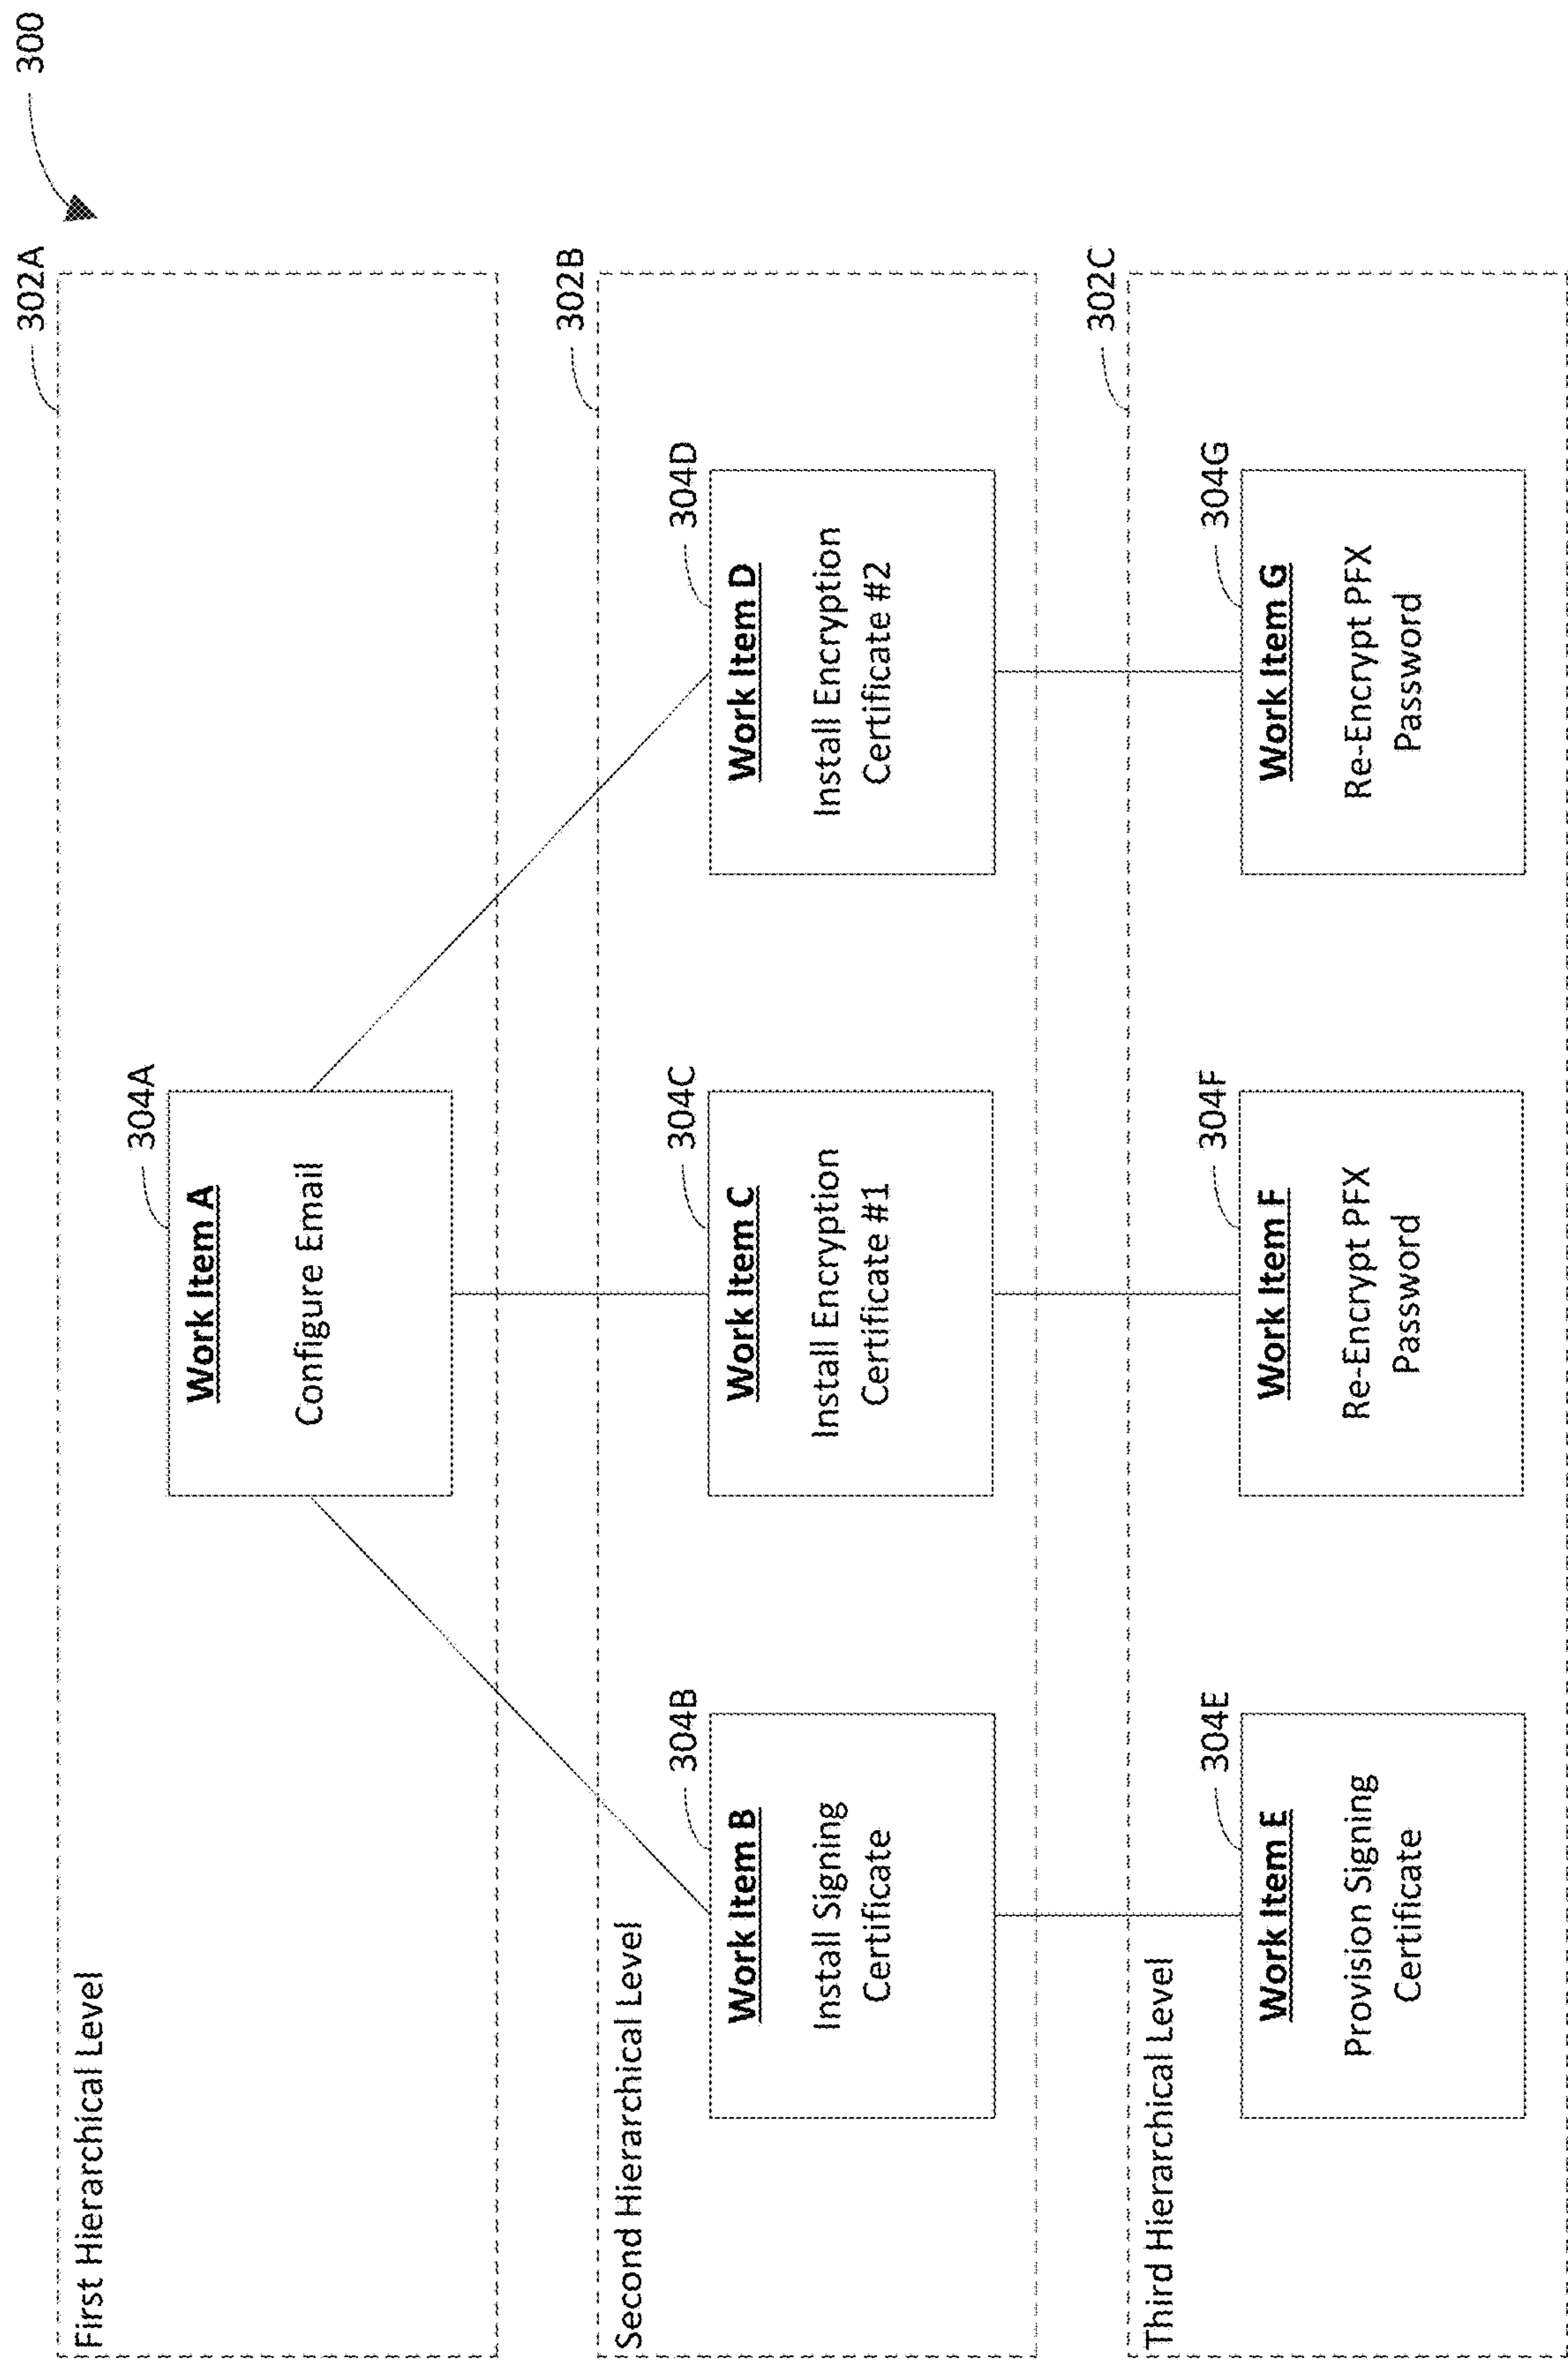 300
302A
First Hierarchical Level
304A
Work Item A
Configure Email
302B
Second Hierarchical Level
304B
Work Item B
Install Signing
Certificate
304C
Work Item C
Install Encryption
Certificate #1
304D
Work Item D
Install Encryption
Certificate #2
302C
Third Hierarchical Level
304E
Work Item E
Provision Signing
Certificate
304F
Work Item F
Re-Encrypt PFX
Password
304G
Work Item G
Re-Encrypt PFX
Password